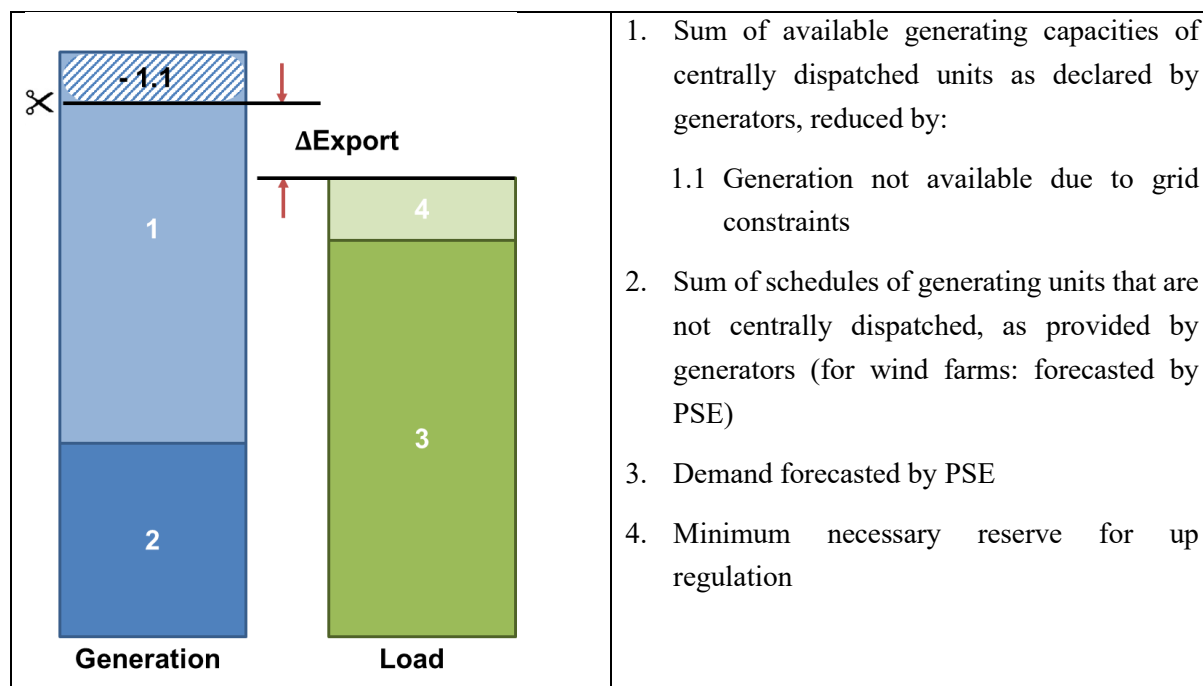 - 1.1
ΔExport
1
4
3
2
Generation
Load
1. Sum of available generating capacities of
centrally dispatched units as declared by
generators, reduced by:
1.1 Generation not available due to grid
constraints
2. Sum of schedules of generating units that are
not centrally dispatched, as provided by
generators (for wind farms: forecasted by
PSE)
3. Demand forecasted by PSE
4. Minimum necessary reserve for up
regulation